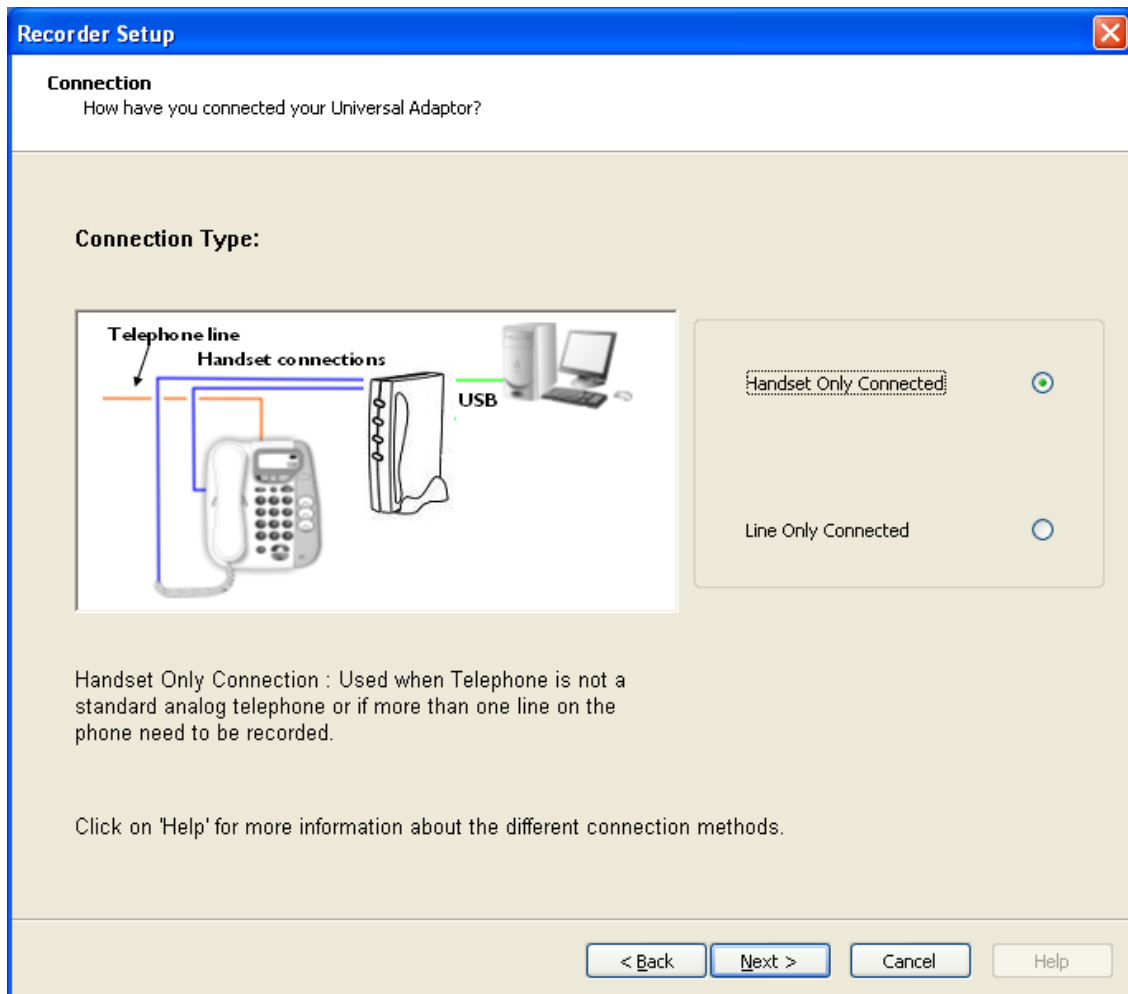 Recorder Setup
Connection
How have you connected your Universal Adaptor?
Connection Type:
Telephone line
Handset connections
USB
Handset Only Connected
Line Only Connected
Handset Only Connection : Used when Telephone is not a
standard analog telephone or if more than one line on the
phone need to be recorded.
Click on 'Help' for more information about the different connection methods.
< Back
Next >
Cancel
Help